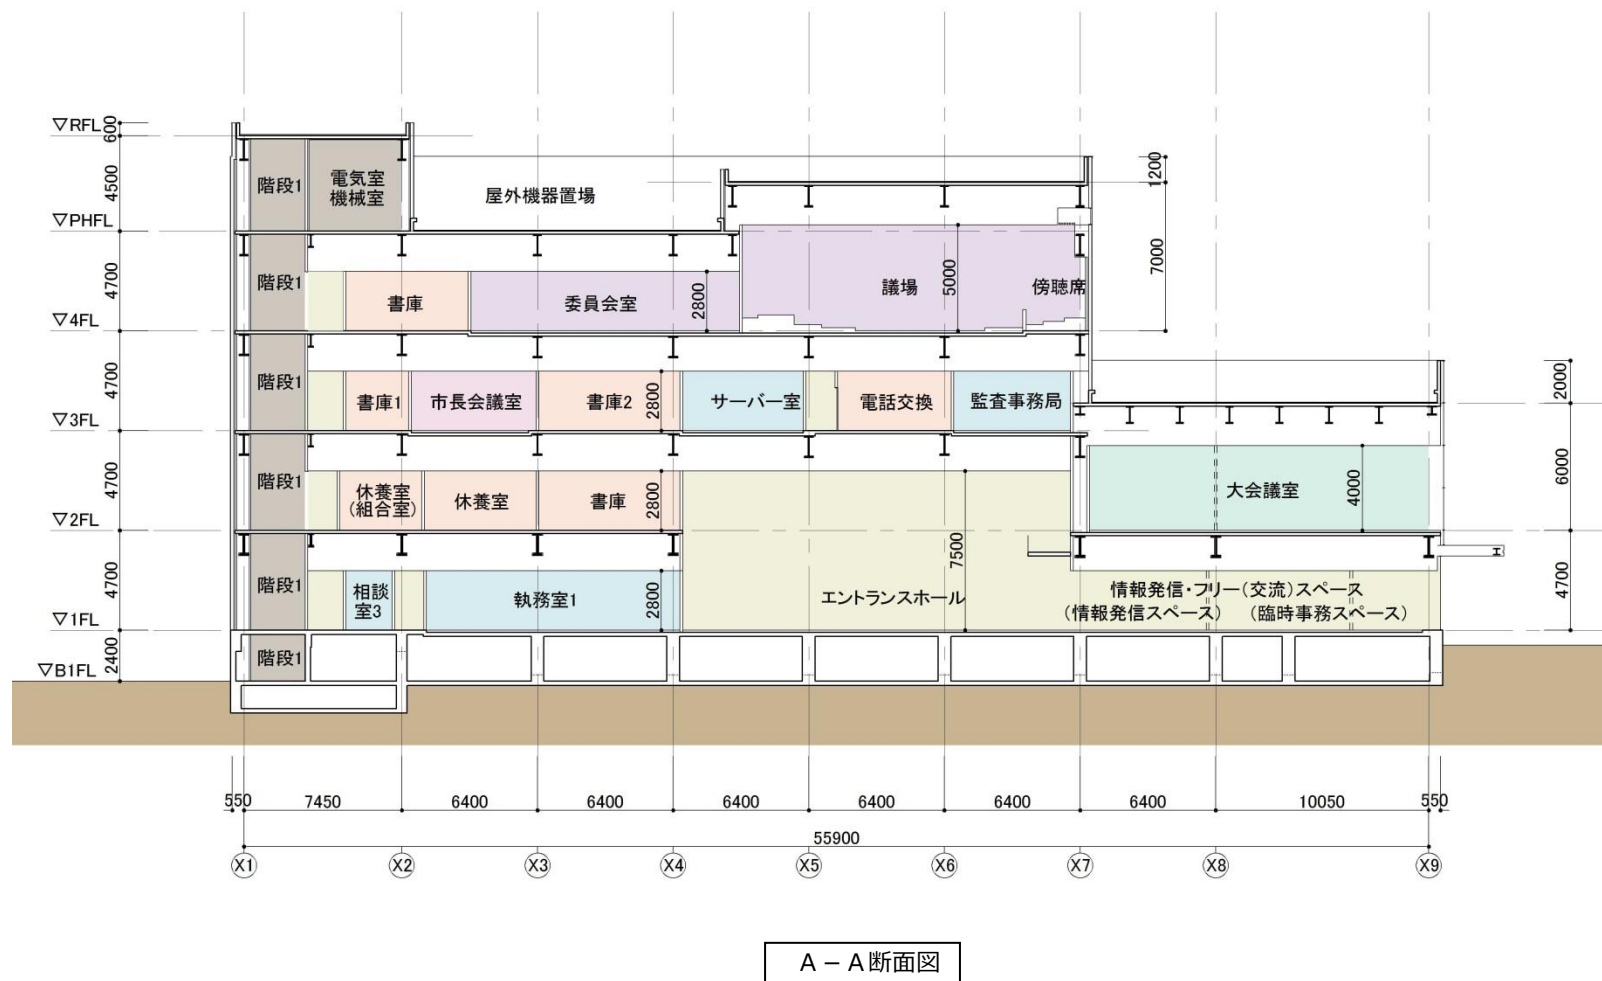 ▽RFL
600
4500
階段1
電気室
機械室
屋外機器置場
1200
▽PHFL
4700
階段1
書庫
委員会室
2800
議場
5000
傍聴席
7000
▽4FL
4700
階段1
書庫1
市長会議室
書庫2
2800
サーバー室
電話交換
監査事務局
2000
▽3FL
4700
階段1
休養室
(組合室)
休養室
書庫
2800
大会議室
4000
6000
▽2FL
4700
階段1
相談
室3
執務室1
2800
7500
エントランスホール
情報発信・フリー(交流)スペース
(情報発信スペース)
(臨時事務スペース)
4700
▽1FL
2400
階段1
▽B1FL
550
7450
6400
6400
6400
6400
6400
6400
10050
550
55900
X1
X2
X3
X4
X5
X6
X7
X8
X9
A-A断面図